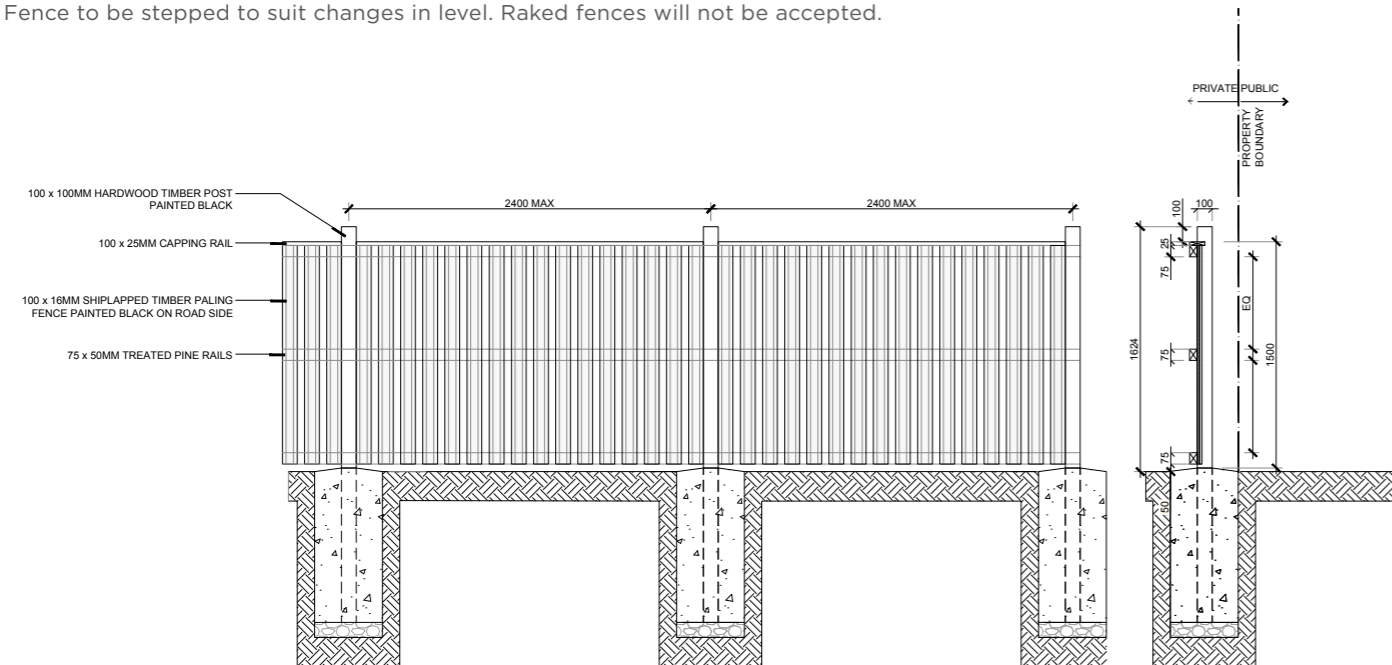 Fence to be stepped to suit changes in level. Raked fences will not be accepted.
PRIVATE PUBLIC
PROPERTY
BOUNDARY
100 x 100MM HARDWOOD TIMBER POST
PAINTED BLACK
2400 MAX
2400 MAX
100
100
100 x 25MM CAPPING RAIL
25
75
100 x 16MM SHIPLAPPED TIMBER PALING
FENCE PAINTED BLACK ON ROAD SIDE
EQ
75 x 50MM TREATED PINE RAILS
1624
75
1500
75
50